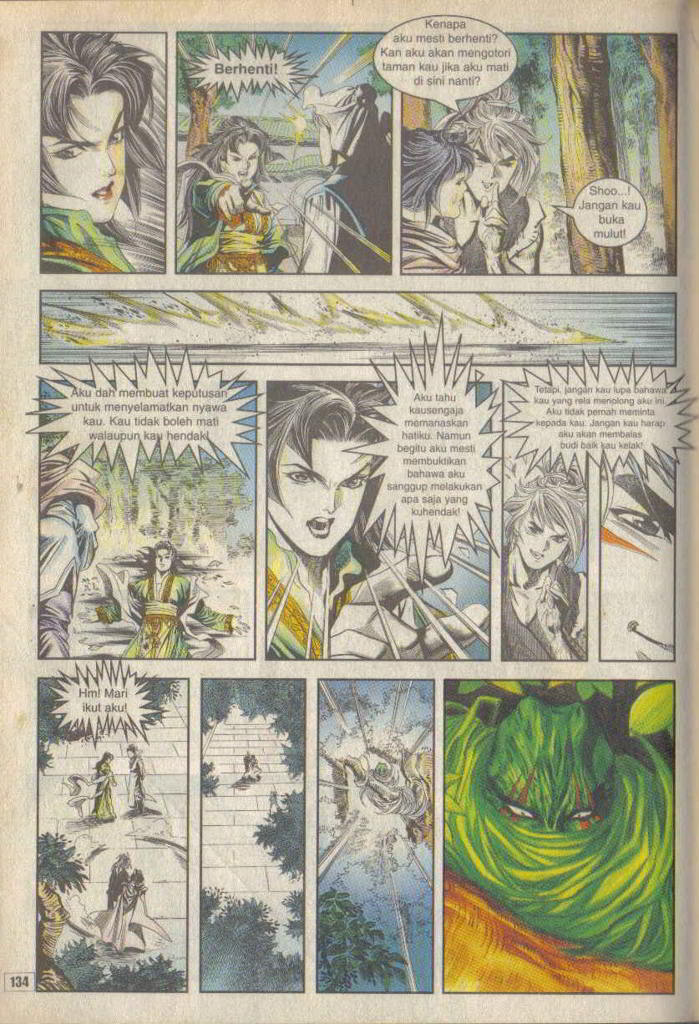 Berhenti!
Kenapa
aku mesti berhenti?
Kan aku akan mengotori
taman kau jika aku mati
di sini nanti?
Shoo...!
Jangan kau
buka
mulut!
Aku dah membuat keputusan
untuk menyelamatkan nyawa
kau. Kau tidak boleh mati
walaupun kau hendak!
Aku tahu
kausengaja
memanaskan
hatiku. Namun
begitu aku mesti
membuktikan
bahawa aku
sanggup melakukan
apa saja yang
kuhendak!
Tetapi, jangan kau lupa bahawa
kau yang rela menolong aku ini.
Aku tidak pernah meminta
kepada kau. Jangan kau harap
aku akan membalas
budi baik kau kelak!
Hm! Mari
ikut aku!
134